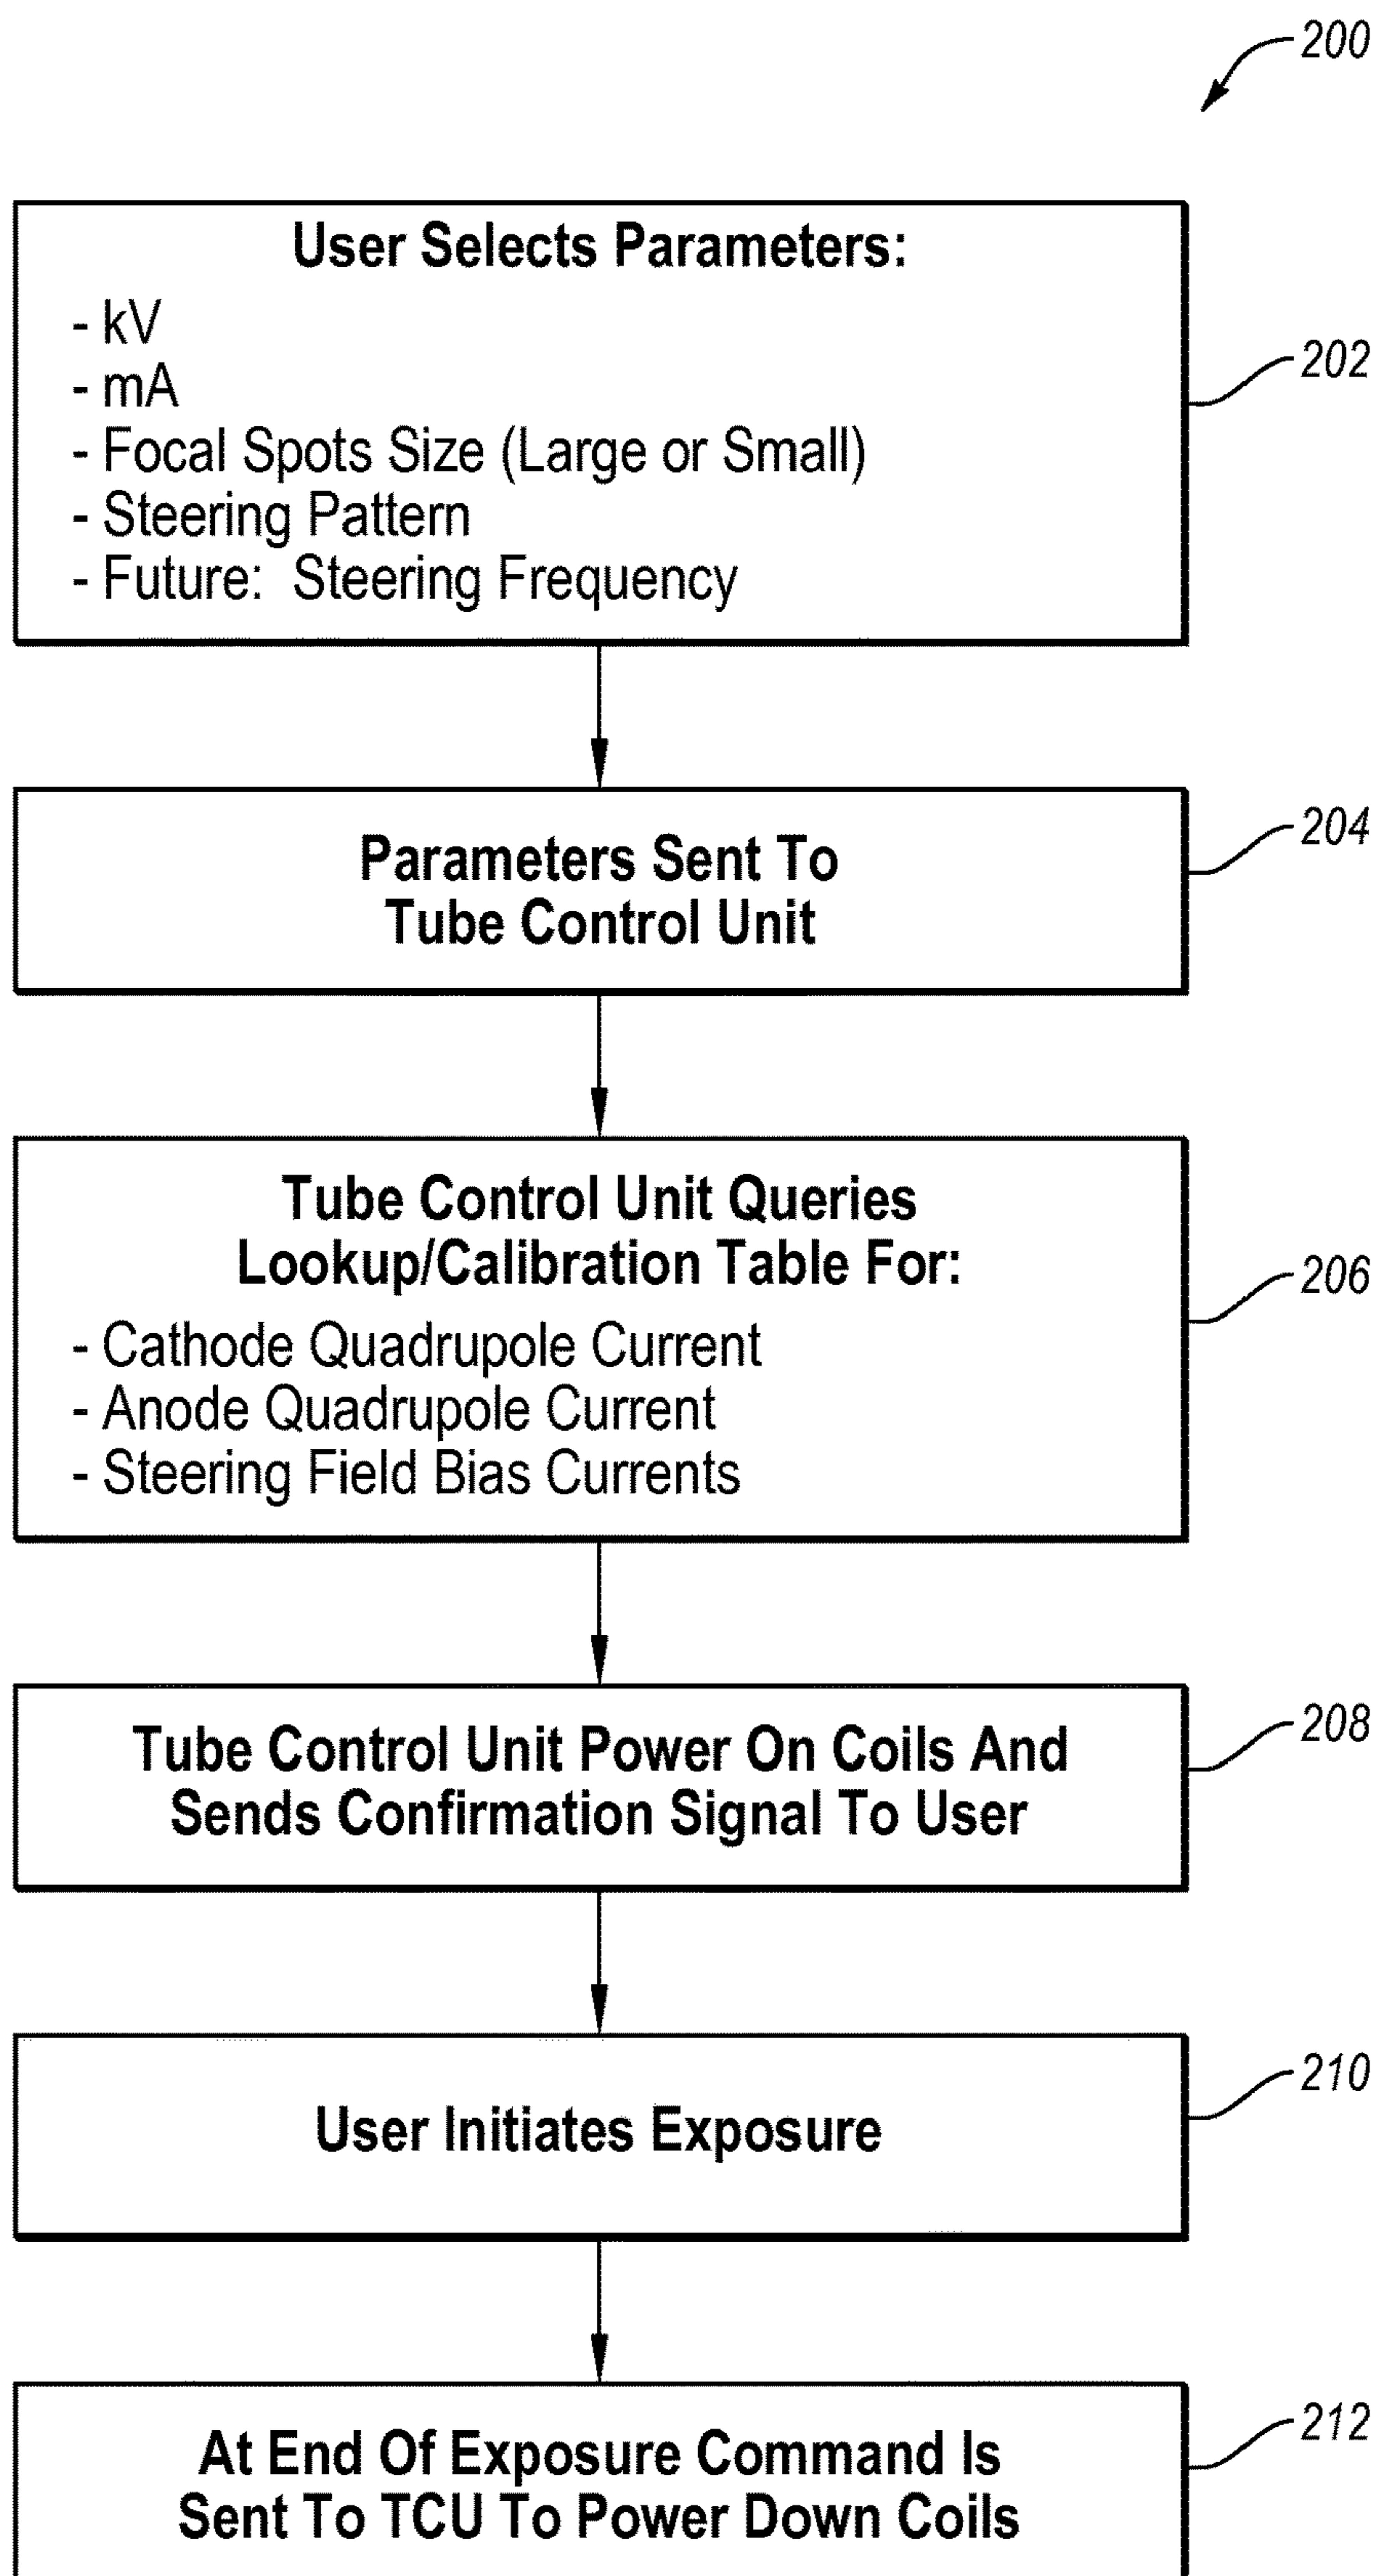 200
User Selects Parameters:
- kV
- mA
- Focal Spots Size (Large or Small)
- Steering Pattern
- Future: Steering Frequency
202
Parameters Sent To
Tube Control Unit
204
Tube Control Unit Queries
Lookup/Calibration Table For:
- Cathode Quadrupole Current
- Anode Quadrupole Current
- Steering Field Bias Currents
206
Tube Control Unit Power On Coils And
Sends Confirmation Signal To User
208
User Initiates Exposure
210
At End Of Exposure Command Is
Sent To TCU To Power Down Coils
212